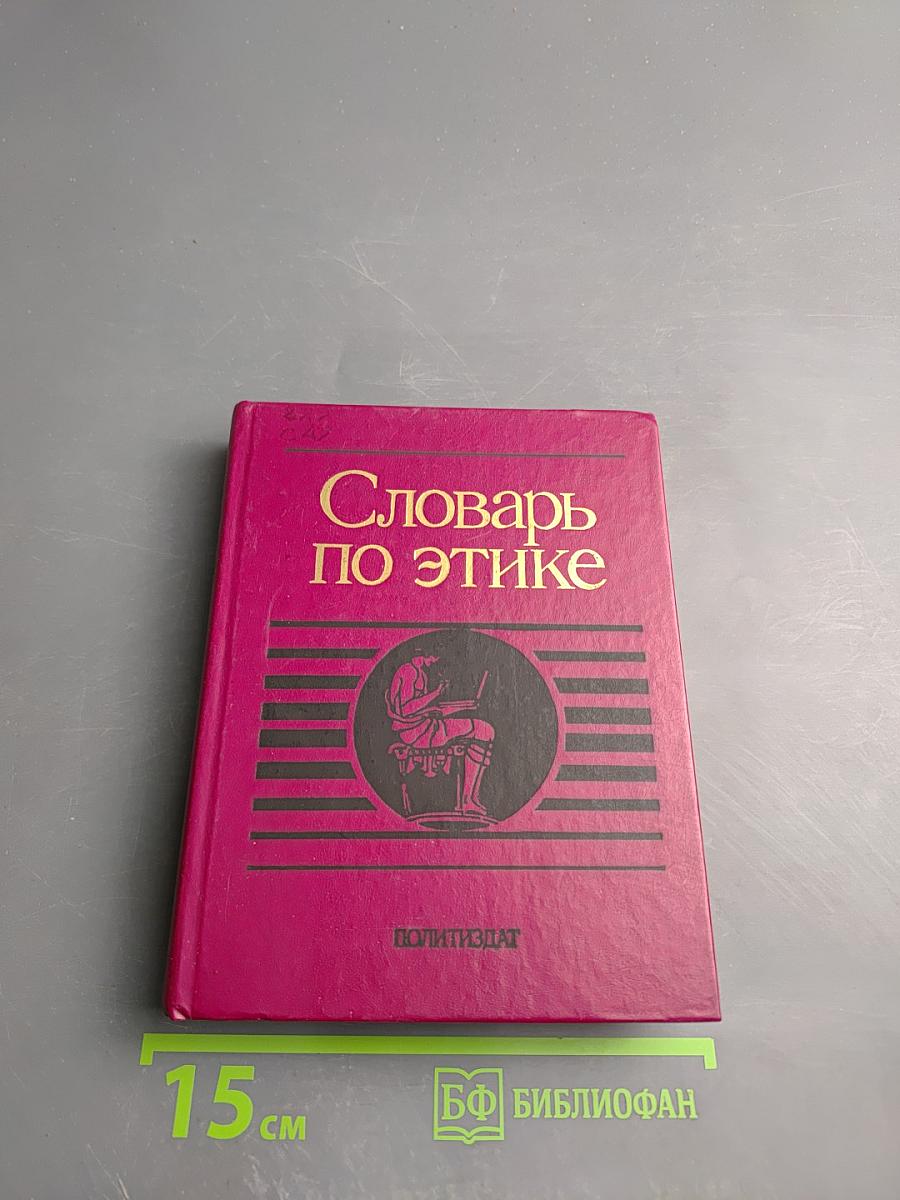 Словарь
по этике
ПОЛИТИЗДАТ
15 см
БФ БИБЛИОФАН